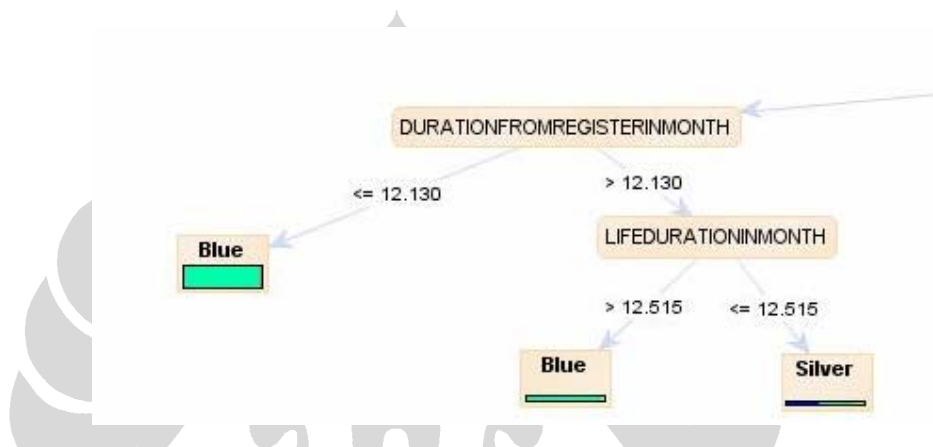 DURATIONFROMREGISTERINMONTH
<= 12.130
> 12.130
Blue
LIFEDURATIONINMONTH
> 12.515
<= 12.515
Blue
Silver